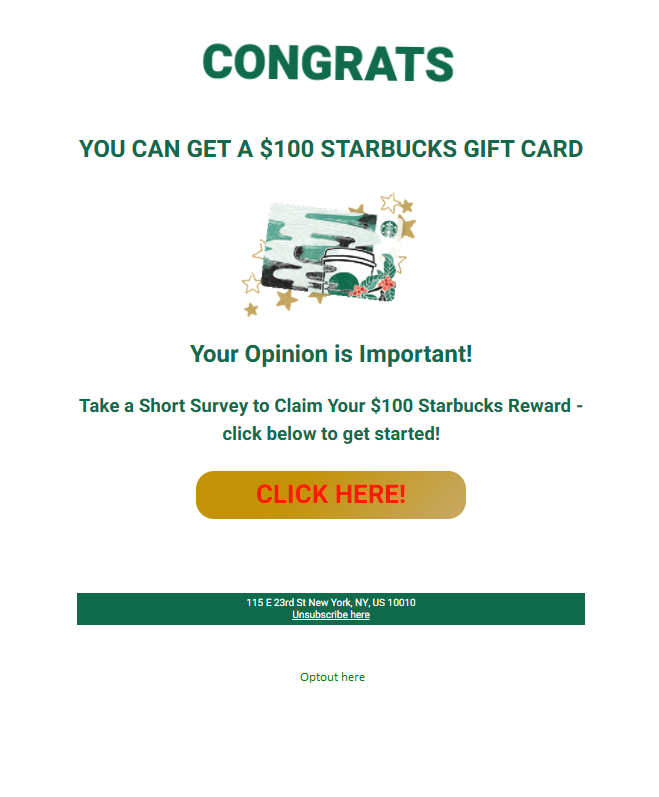 CONGRATS
YOU CAN GET A $100 STARBUCKS GIFT CARD
Your Opinion is Important!
Take a Short Survey to Claim Your $100 Starbucks Reward -
click below to get started!
CLICK HERE!
115 E 23rd St New York, NY, US 10010
Unsubscribe here
Optout here